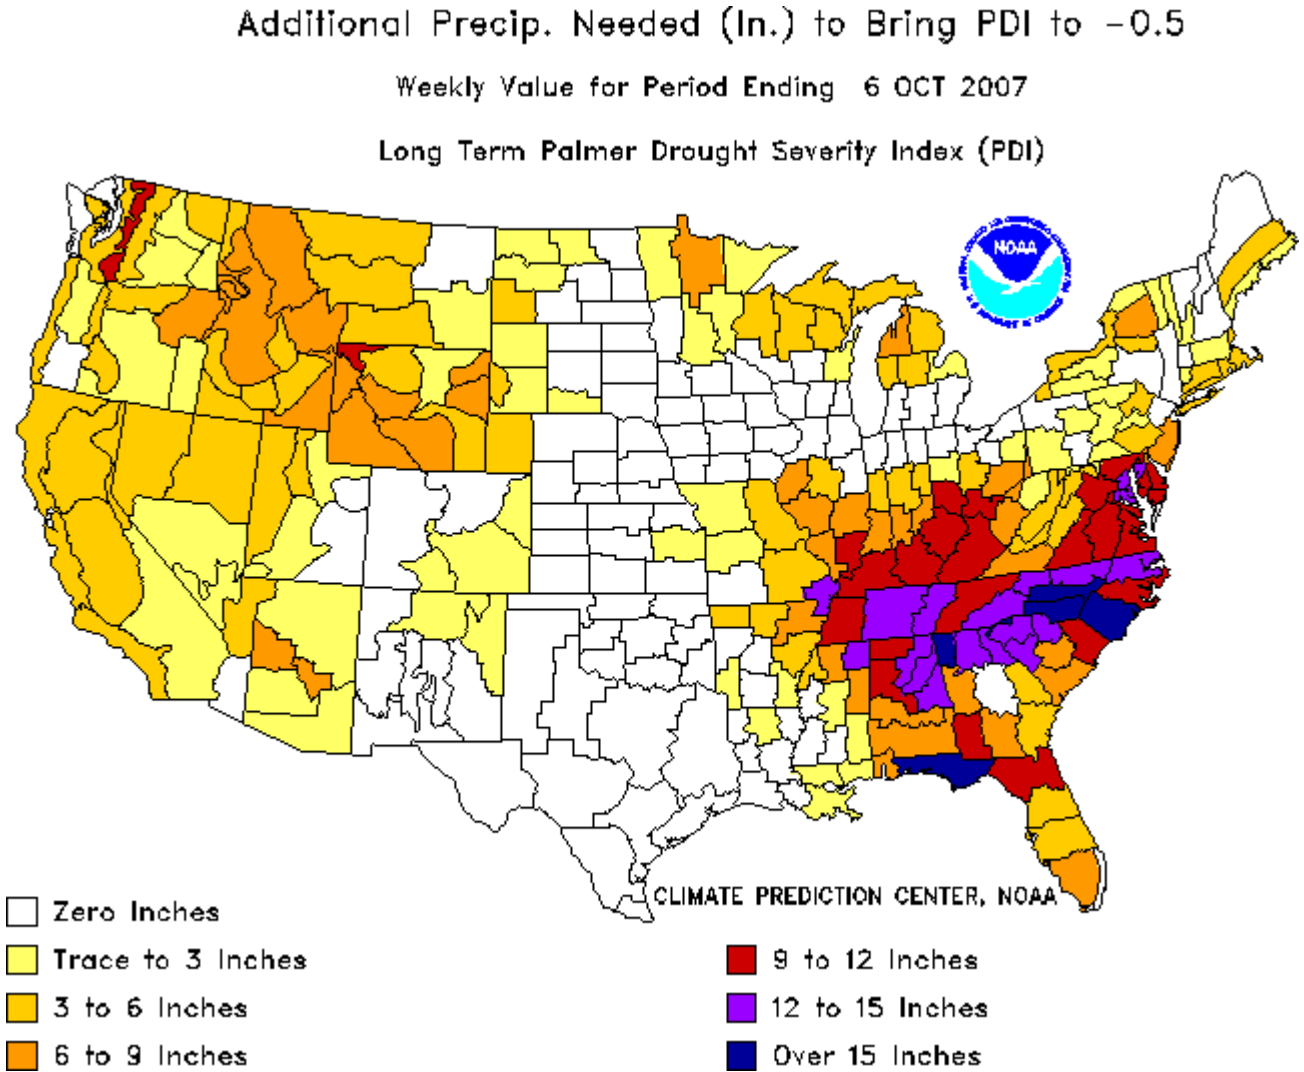 Additional Precip. Needed (In.) to Bring PDI to -0.5
Weekly Value for Period Ending 6 OCT 2007
Long Term Palmer Drought Severity Index (PDI)
NOAA
CLIMATE PREDICTION CENTER, NOAA
Zero Inches
Trace to 3 Inches
3 to 6 Inches
6 to 9 Inches
9 to 12 Inches
12 to 15 Inches
Over 15 Inches